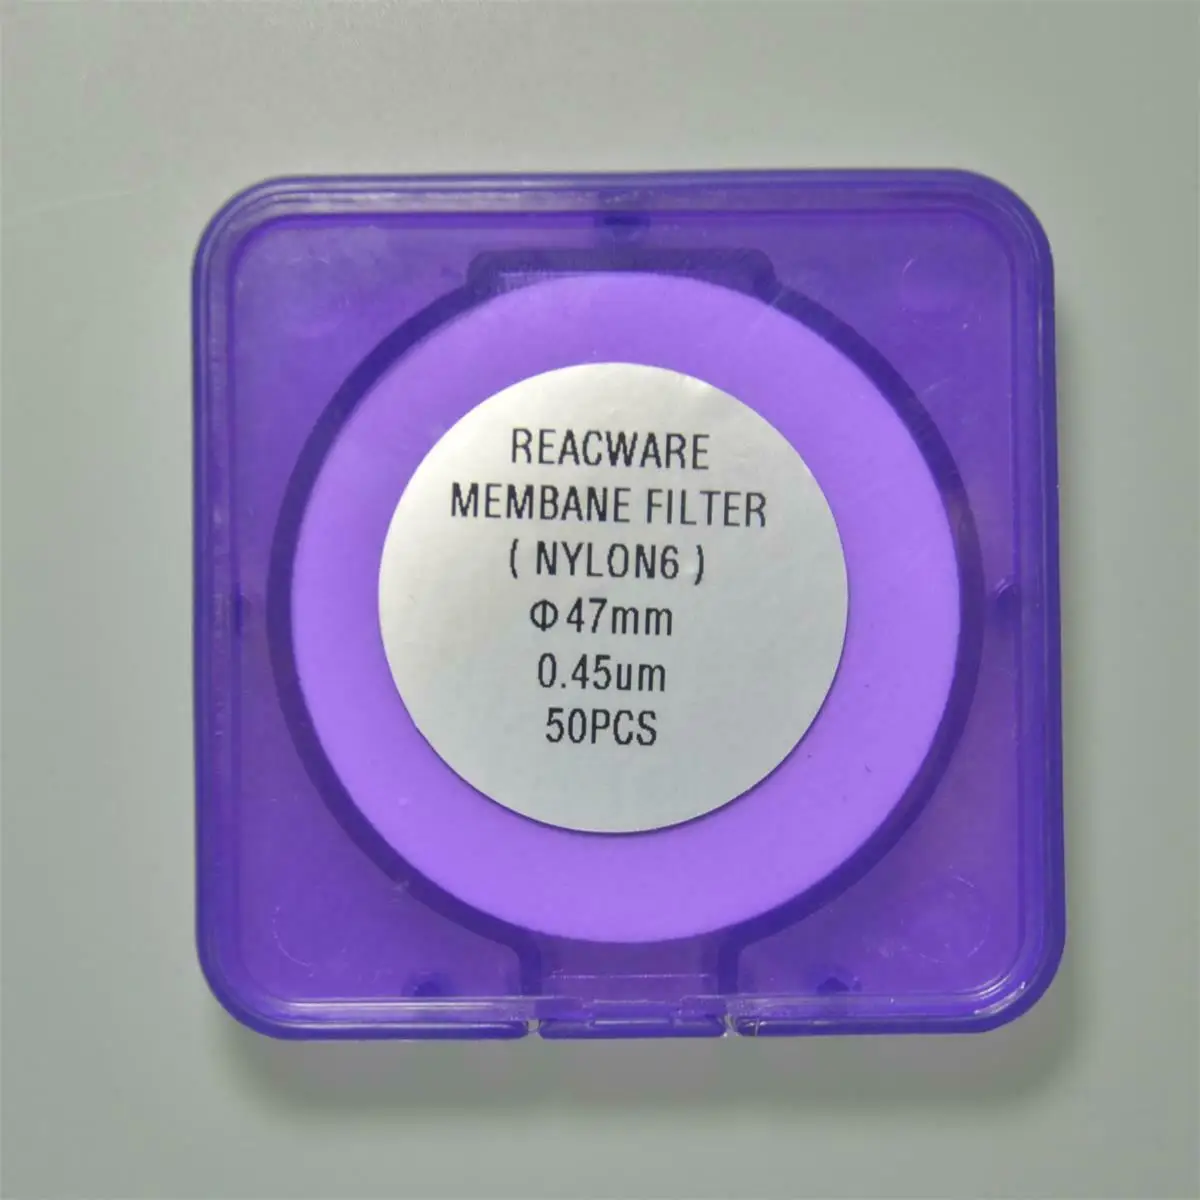 REACWARE
MEMBANE FILTER
( NYLON6 )
Φ47mm
0.45um
50PCS